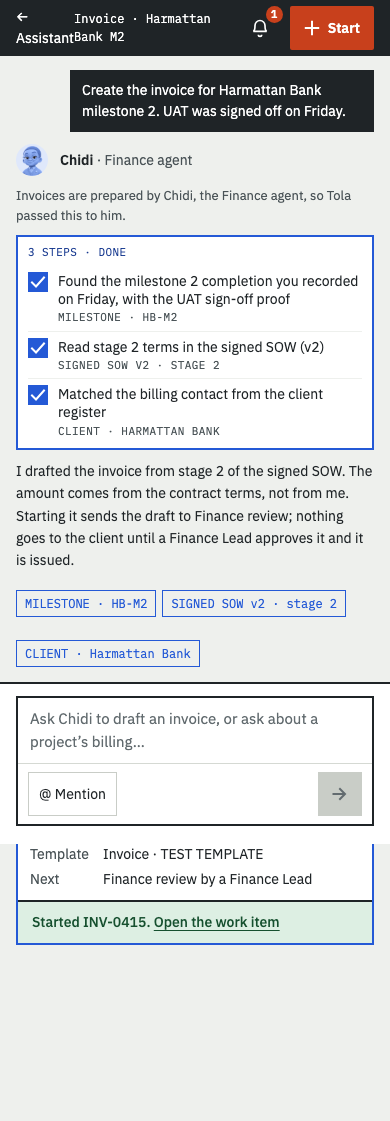 ← Assistant
Invoice · Harmattan
Bank M2
1
+ Start
Create the invoice for Harmattan Bank
milestone 2. UAT was signed off on Friday.
Chidi · Finance agent
Invoices are prepared by Chidi, the Finance agent, so Tola
passed this to him.
3 STEPS · DONE
Found the milestone 2 completion you recorded
on Friday, with the UAT sign-off proof
MILESTONE · HB-M2
Read stage 2 terms in the signed SOW (v2)
SIGNED SOW V2 · STAGE 2
Matched the billing contact from the client
register
CLIENT · HARMATTAN BANK
I drafted the invoice from stage 2 of the signed SOW. The
amount comes from the contract terms, not from me.
Starting it sends the draft to Finance review; nothing
goes to the client until a Finance Lead approves it and it
is issued.
MILESTONE · HB-M2
SIGNED SOW v2 · stage 2
CLIENT · Harmattan Bank
Ask Chidi to draft an invoice, or ask about a
project's billing...
@ Mention
Template Invoice · TEST TEMPLATE
Next Finance review by a Finance Lead
Started INV-0415. Open the work item